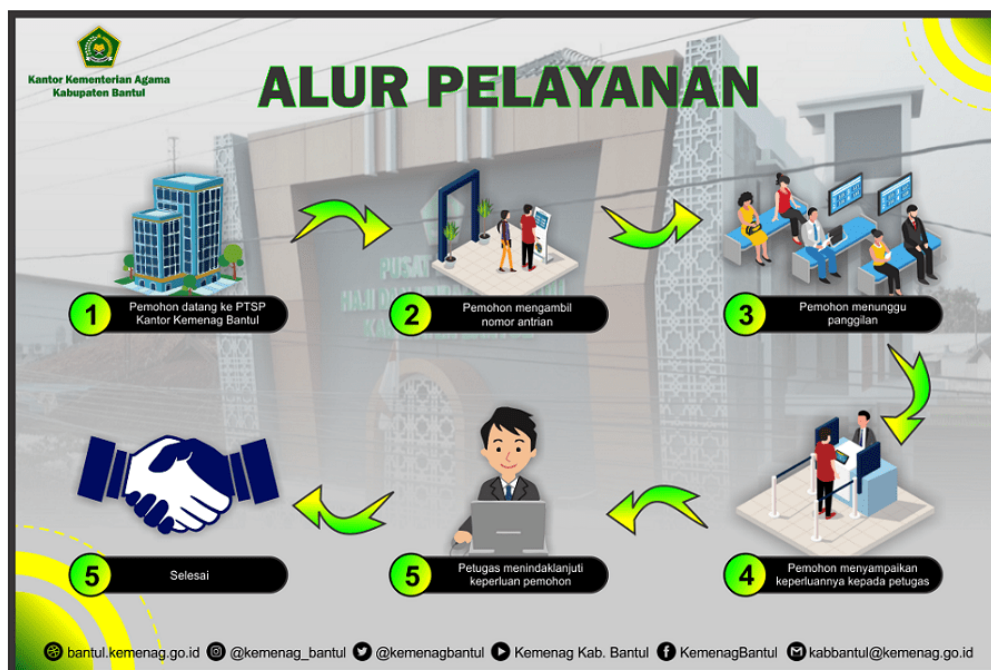 Kantor Kementerian Agama
Kabupaten Bantul
ALUR PELAYANAN
1
Pemohon datang ke PTSP
Kantor Kemenag Bantul
2
Pemohon mengambil
nomor antrian
3
Pemohon menunggu
panggilan
5
Selesai
5
Petugas menindaklanjuti
keperluan pemohon
4
Pemohon menyampaikan
keperluannya kepada petugas
bantul.kemenag.go.id @kemenag_bantul @kemenagbantul Kemenag Kab. Bantul KemenagBantul kabbantul@kemenag.go.id